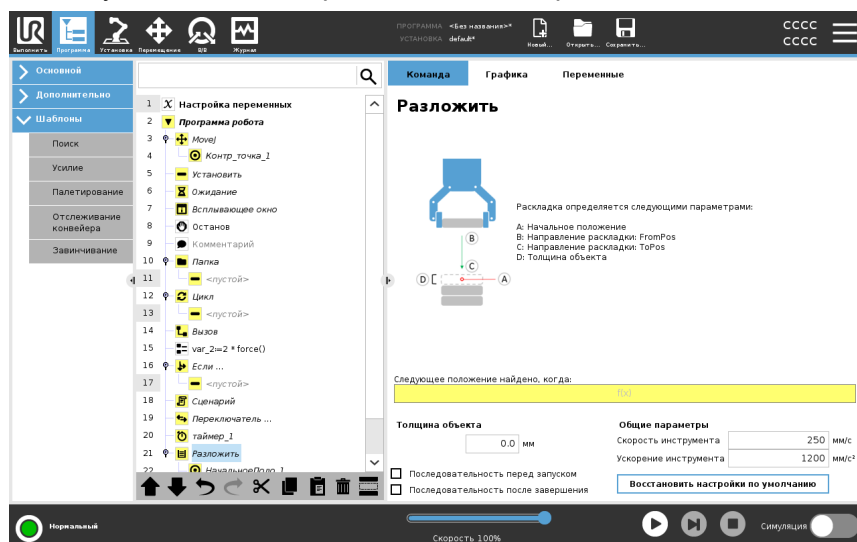 UR
Выполнить
Программа
Установка
Перемещение
В/В
Журнал
ПРОГРАММА <Без названия>*
УСТАНОВКА default*
Новый...
Открыть...
Сохранить...
CCCC
CCCC
Основной
Дополнительно
Шаблоны
Поиск
Усилие
Палетирование
Отслеживание
конвейера
Завинчивание
1 X Настройка переменных
2 Программа робота
3 MoveJ
4 Контр_точка_1
5 Установить
6 Ожидание
7 Всплывающее окно
8 Останов
9 Комментарий
10 Папка
11 <пустой>
12 Цикл
13 <пустой>
14 Вызов
15 var_2≔2 * force()
16 Если ...
17 <пустой>
18 Сценарий
19 Переключатель ...
20 таймер_1
21 Разложить
22 НачальноеПоло_1
Команда
Графика
Переменные
Разложить
B
C
D
A
Раскладка определяется следующими параметрами:
A: Начальное положение
B: Направление раскладки: FromPos
C: Направление раскладки: ToPos
D: Толщина объекта
Следующее положение найдено, когда:
f(x)
Толщина объекта
0.0 мм
Последовательность перед запуском
Последовательность после завершения
Общие параметры
Скорость инструмента 250 мм/с
Ускорение инструмента 1200 мм/с²
Восстановить настройки по умолчанию
Нормальный
Скорость 100%
Симуляция